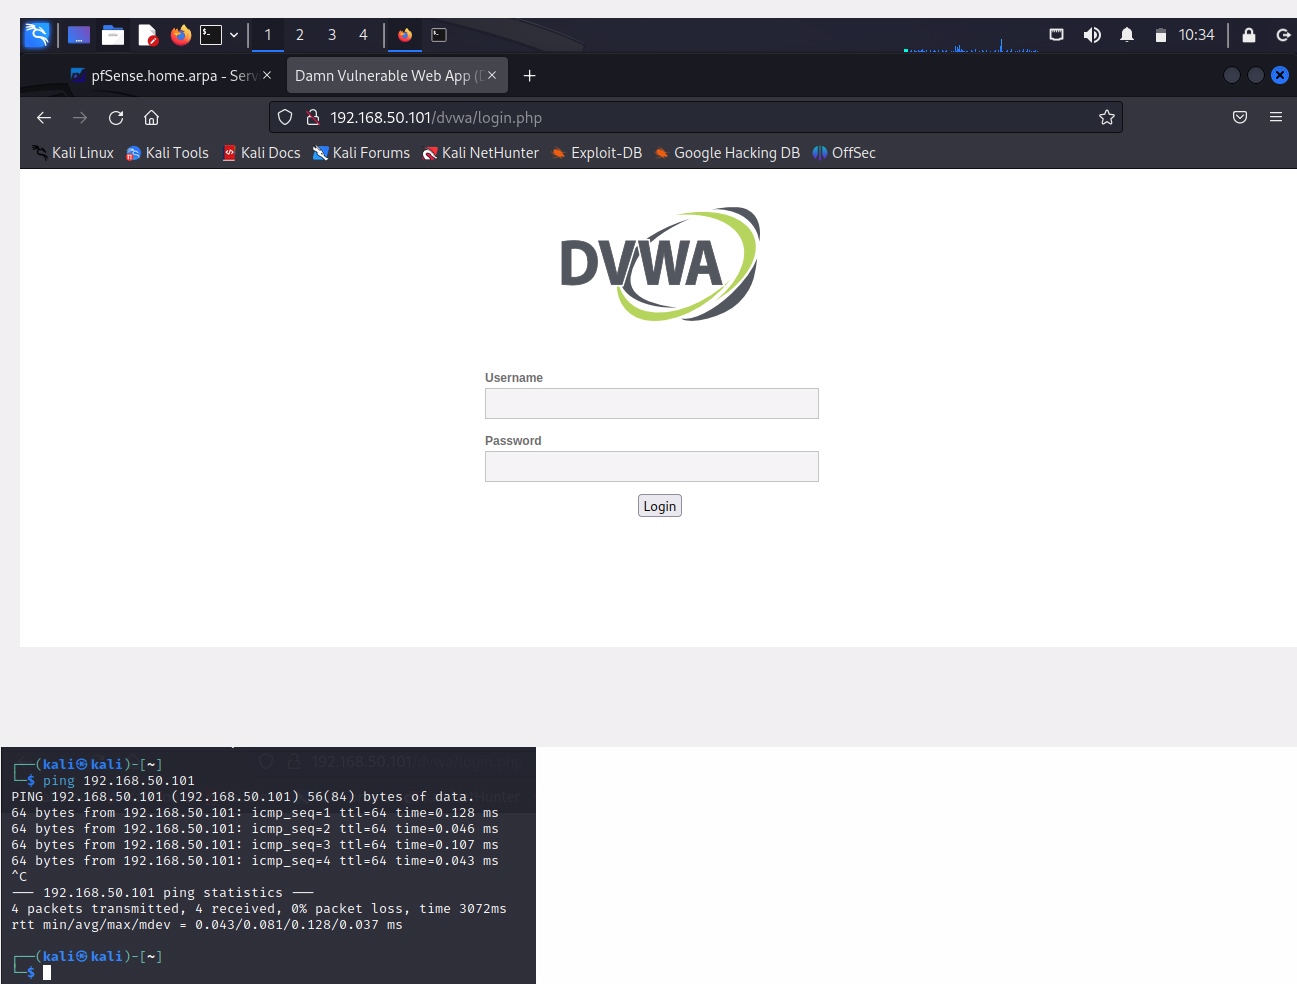 1 2 3 4 10:34
pfSense.home.arpa - Serv Damn Vulnerable Web App (D
192.168.50.101/dvwa/login.php
Kali Linux Kali Tools Kali Docs Kali Forums Kali NetHunter Exploit-DB Google Hacking DB OffSec
DVWA
Username
Password
Login
┌──(kali㉿kali)-[~]
└─$ ping 192.168.50.101
PING 192.168.50.101 (192.168.50.101) 56(84) bytes of data.
64 bytes from 192.168.50.101: icmp_seq=1 ttl=64 time=0.128 ms
64 bytes from 192.168.50.101: icmp_seq=2 ttl=64 time=0.046 ms
64 bytes from 192.168.50.101: icmp_seq=3 ttl=64 time=0.107 ms
64 bytes from 192.168.50.101: icmp_seq=4 ttl=64 time=0.043 ms
^C
── 192.168.50.101 ping statistics ──
4 packets transmitted, 4 received, 0% packet loss, time 3072ms
rtt min/avg/max/mdev = 0.043/0.081/0.128/0.037 ms
┌──(kali㉿kali)-[~]
└─$